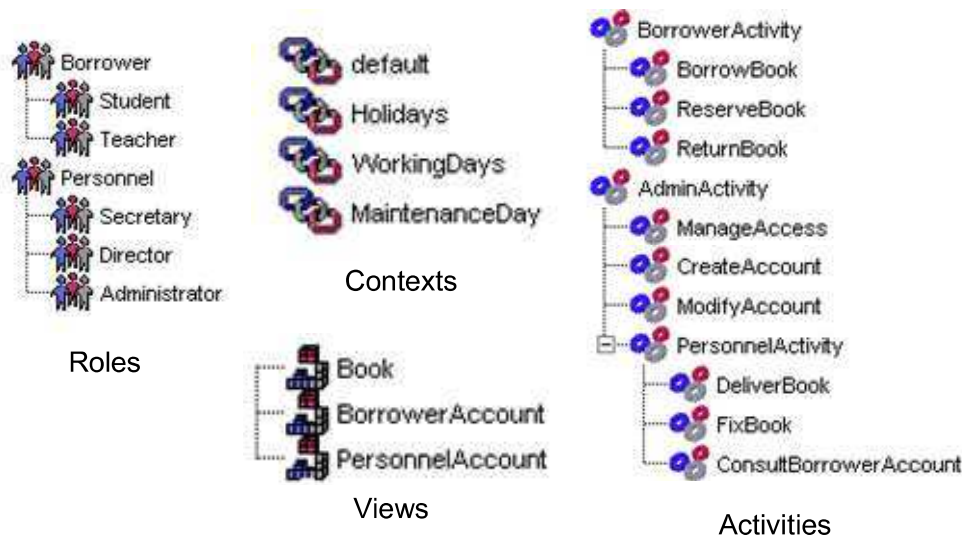 Borrower
Student
Teacher
Personnel
Secretary
Director
Administrator
Roles
default
Holidays
WorkingDays
MaintenanceDay
Contexts
Book
BorrowerAccount
PersonnelAccount
Views
BorrowerActivity
BorrowBook
ReserveBook
ReturnBook
AdminActivity
ManageAccess
CreateAccount
ModifyAccount
PersonnelActivity
DeliverBook
FixBook
ConsultBorrowerAccount
Activities